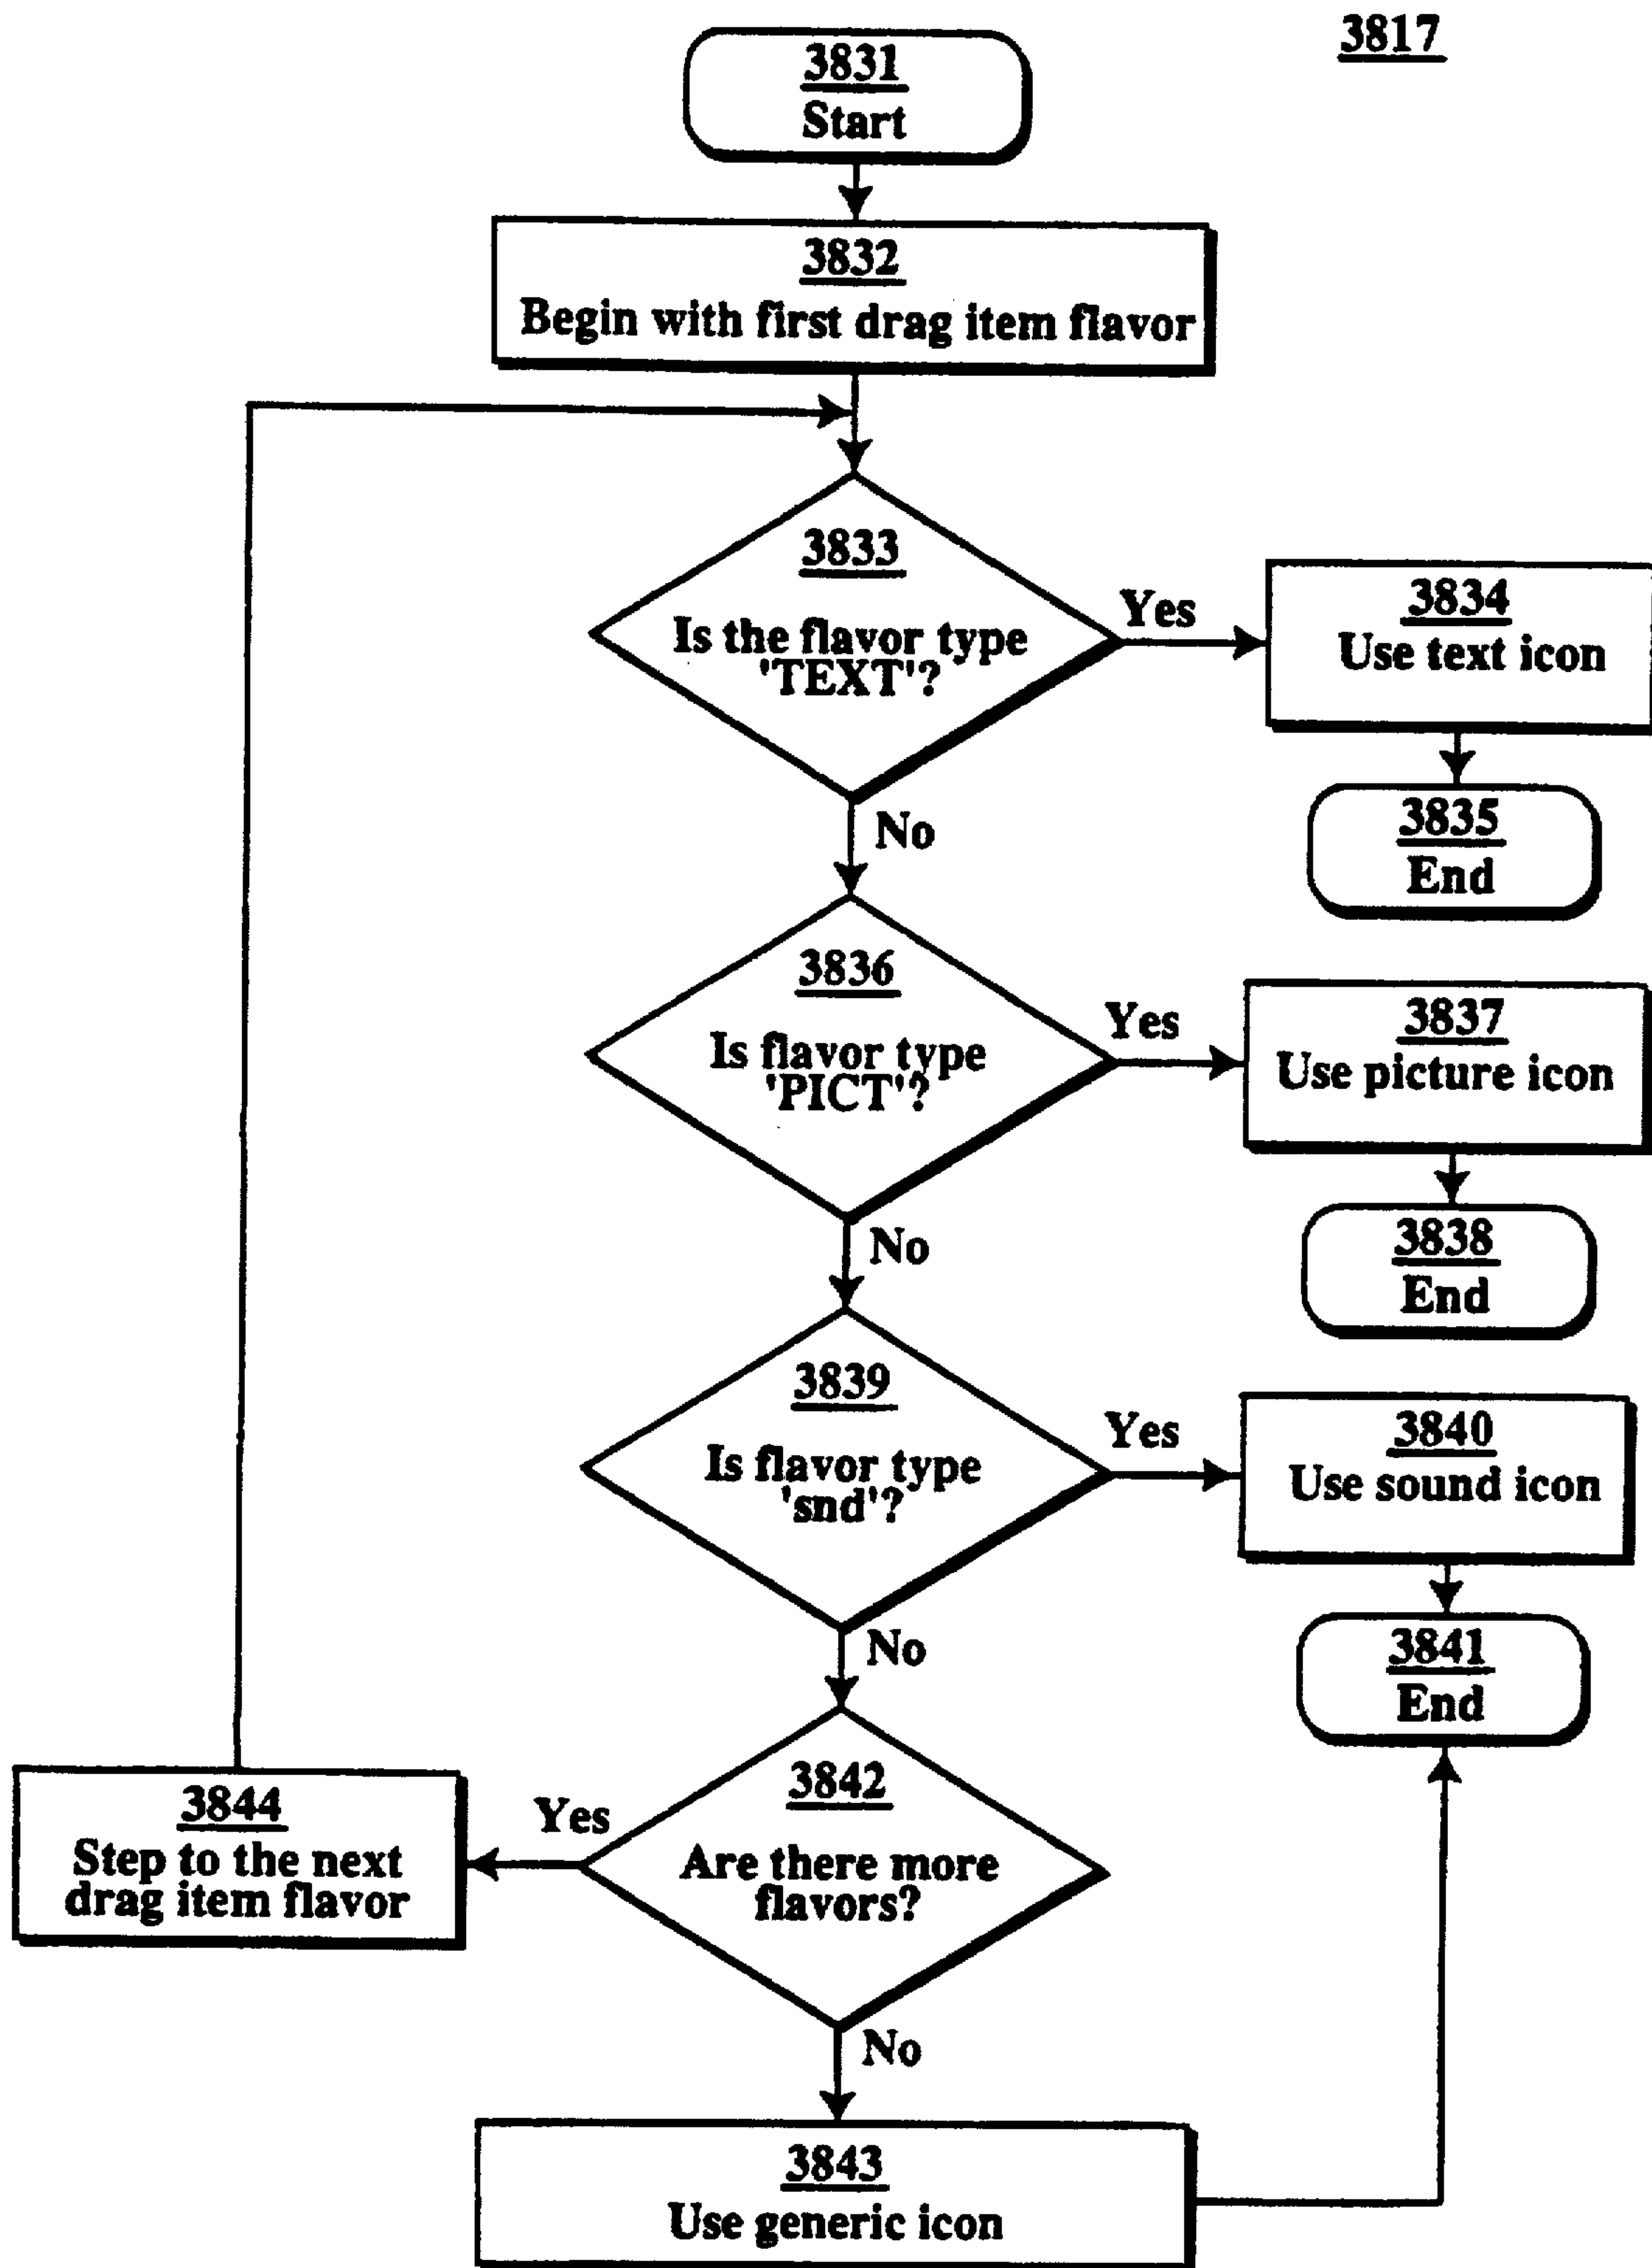 3817
3831
Start
3832
Begin with first drag item flavor
3833
Is the flavor type
'TEXT'?
Yes
3834
Use text icon
3835
End
No
3836
Is flavor type
'PICT'?
Yes
3837
Use picture icon
3838
End
No
3839
Is flavor type
'snd'?
Yes
3840
Use sound icon
3841
End
No
3842
Are there more
flavors?
Yes
3844
Step to the next
drag item flavor
No
3843
Use generic icon